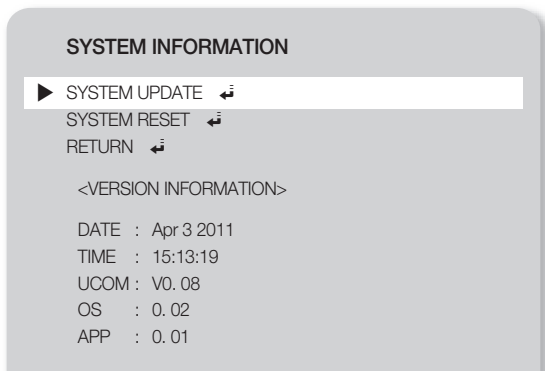 SYSTEM INFORMATION
▶ SYSTEM UPDATE ↵
SYSTEM RESET ↵
RETURN ↵
<VERSION INFORMATION>
DATE : Apr 3 2011
TIME : 15:13:19
UCOM : V0. 08
OS : 0. 02
APP : 0. 01